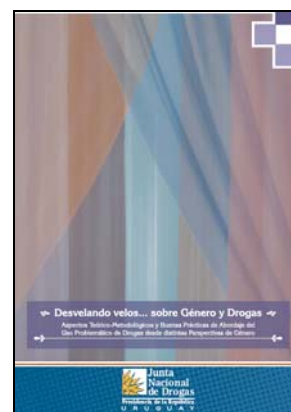 Desvelando velos... sobre Género y Drogas
Aspectos Teórico-Metodológicos y Buenas Prácticas de Abordaje del
Uso Problemático de Drogas desde distintas Perspectivas de Género
Junta
Nacional
de Drogas
Presidencia de la República
URUGUAY